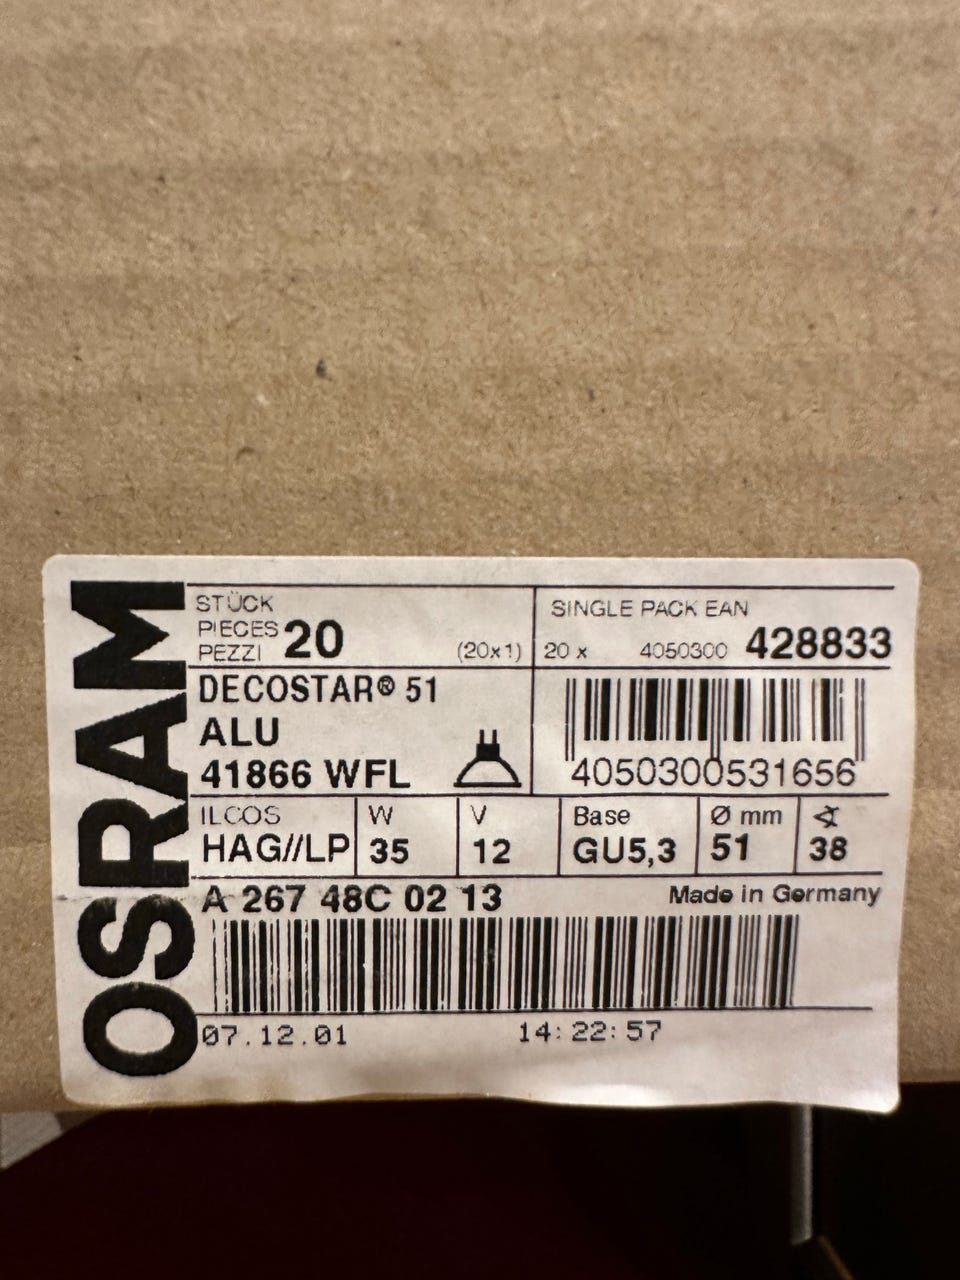 OSRAM
STÜCK
PIECES
PEZZI
20
(20x1)
SINGLE PACK EAN
20 x 4050300 428833
DECOSTAR® 51
ALU
41866 WFL
4050300531656
ILCOS
HAG//LP
W
35
V
12
Base
GU5,3
Ø mm
51
∢
38
A 267 48C 02 13
Made in Germany
07.12.01 14:22:57